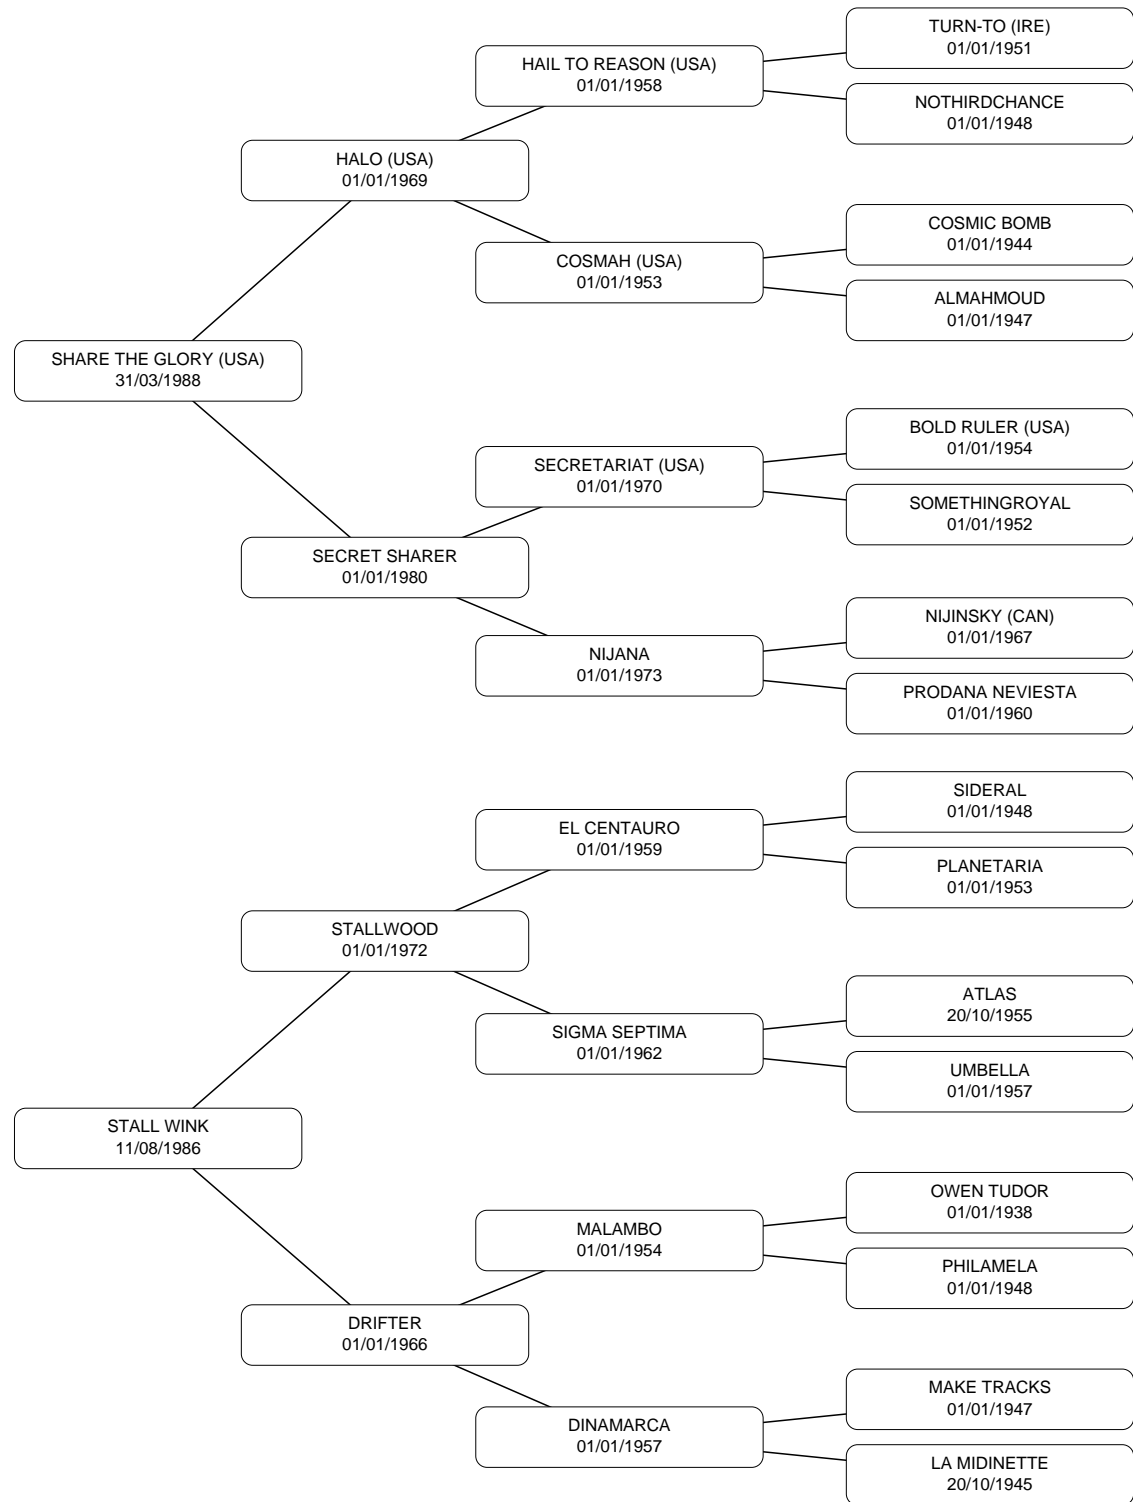 TURN-TO (IRE)
01/01/1951
HAIL TO REASON (USA)
01/01/1958
NOTHIRDCHANCE
01/01/1948
HALO (USA)
01/01/1969
COSMIC BOMB
01/01/1944
COSMAH (USA)
01/01/1953
ALMAHMOUD
01/01/1947
SHARE THE GLORY (USA)
31/03/1988
BOLD RULER (USA)
01/01/1954
SECRETARIAT (USA)
01/01/1970
SOMETHINGROYAL
01/01/1952
SECRET SHARER
01/01/1980
NIJINSKY (CAN)
01/01/1967
NIJANA
01/01/1973
PRODANA NEVIESTA
01/01/1960
SIDERAL
01/01/1948
EL CENTAURO
01/01/1959
PLANETARIA
01/01/1953
STALLWOOD
01/01/1972
ATLAS
20/10/1955
SIGMA SEPTIMA
01/01/1962
UMBELLA
01/01/1957
STALL WINK
11/08/1986
OWEN TUDOR
01/01/1938
MALAMBO
01/01/1954
PHILAMELA
01/01/1948
DRIFTER
01/01/1966
MAKE TRACKS
01/01/1947
DINAMARCA
01/01/1957
LA MIDINETTE
20/10/1945